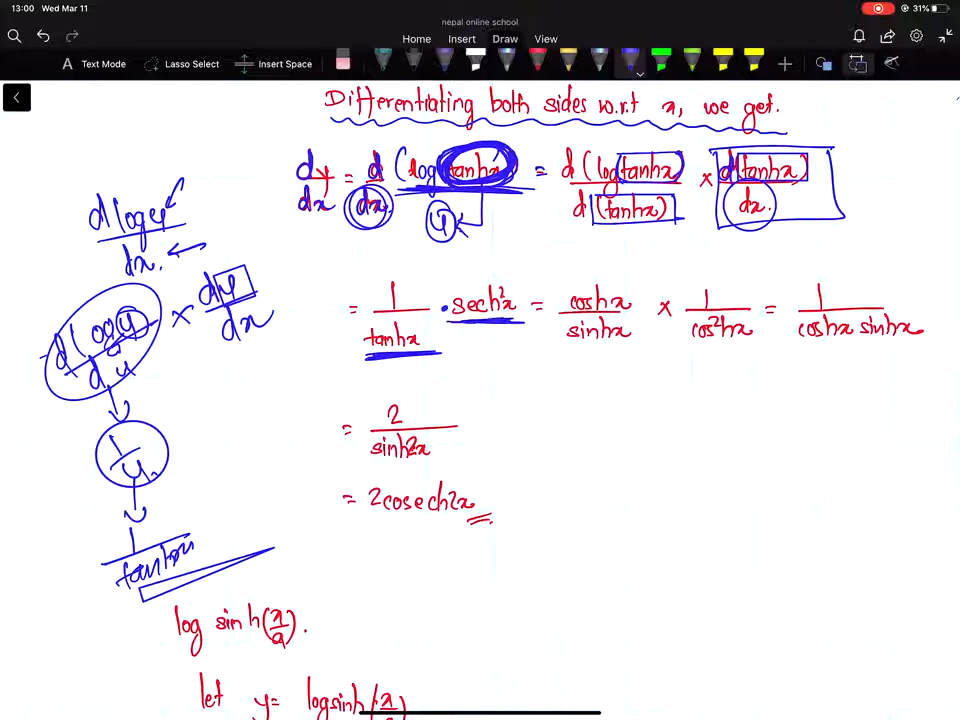 13:00 Wed Mar 11
31%
nepal online school
Home Insert Draw View
Text Mode Lasso Select Insert Space
Differentiating both sides w.r.t x, we get.
dy/dx = d/dx. (log tanhx) = d(log tanhx)/d(tanhx) × d(tanhx)/dx.
y
d log y/dx.
d(log y)/dy × dy/dx
= 1/tanhx · sech²x = coshx/sinhx × 1/cos²hx = 1/coshx sinhx
= 2/sinh2x
1/y
= 2cosech2x
1/tanhx
log sinh(x/a).
let y = logsinh(x/a)